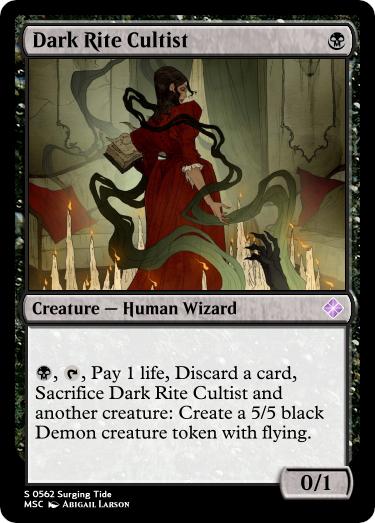 Dark Rite Cultist
Creature — Human Wizard
, , Pay 1 life, Discard a card,
Sacrifice Dark Rite Cultist and
another creature: Create a 5/5 black
Demon creature token with flying.
0/1
S 0562 Surging Tide
MSC Abigail Larson